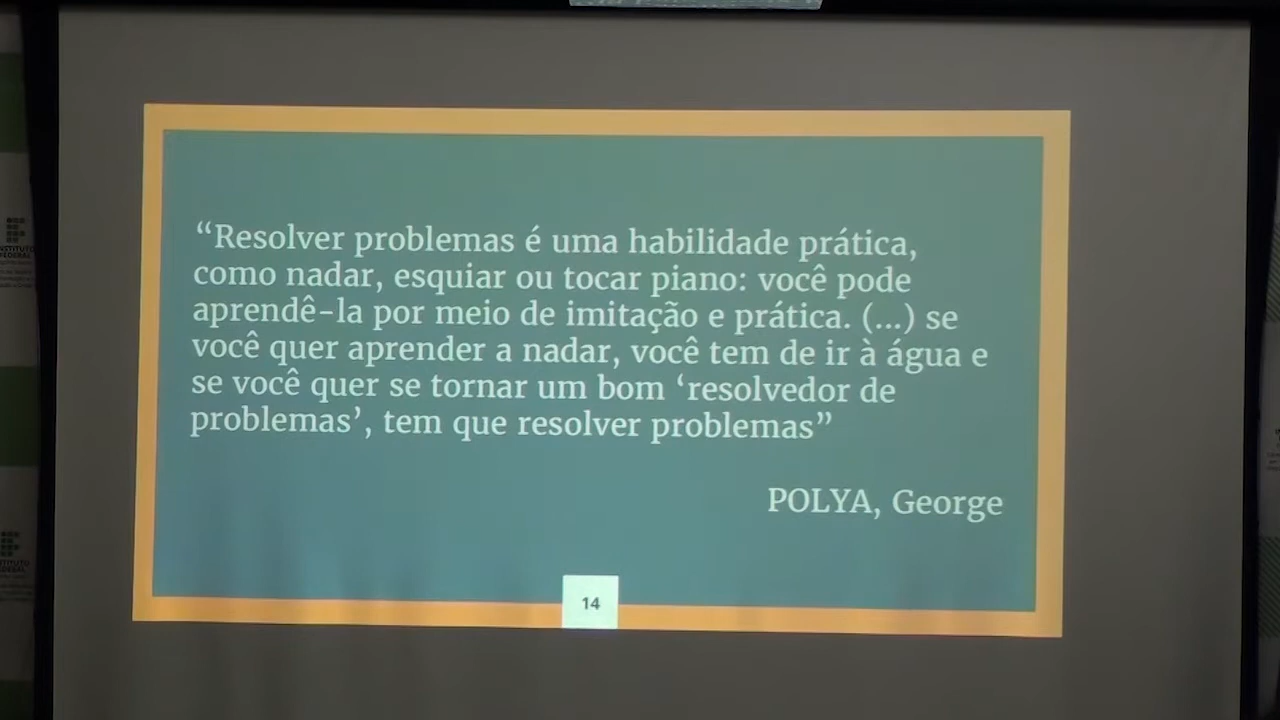 “Resolver problemas é uma habilidade prática,
como nadar, esquiar ou tocar piano: você pode
aprendê-la por meio de imitação e prática. (...) se
você quer aprender a nadar, você tem de ir à água e
se você quer se tornar um bom ‘resolvedor de
problemas’, tem que resolver problemas”
POLYA, George
14